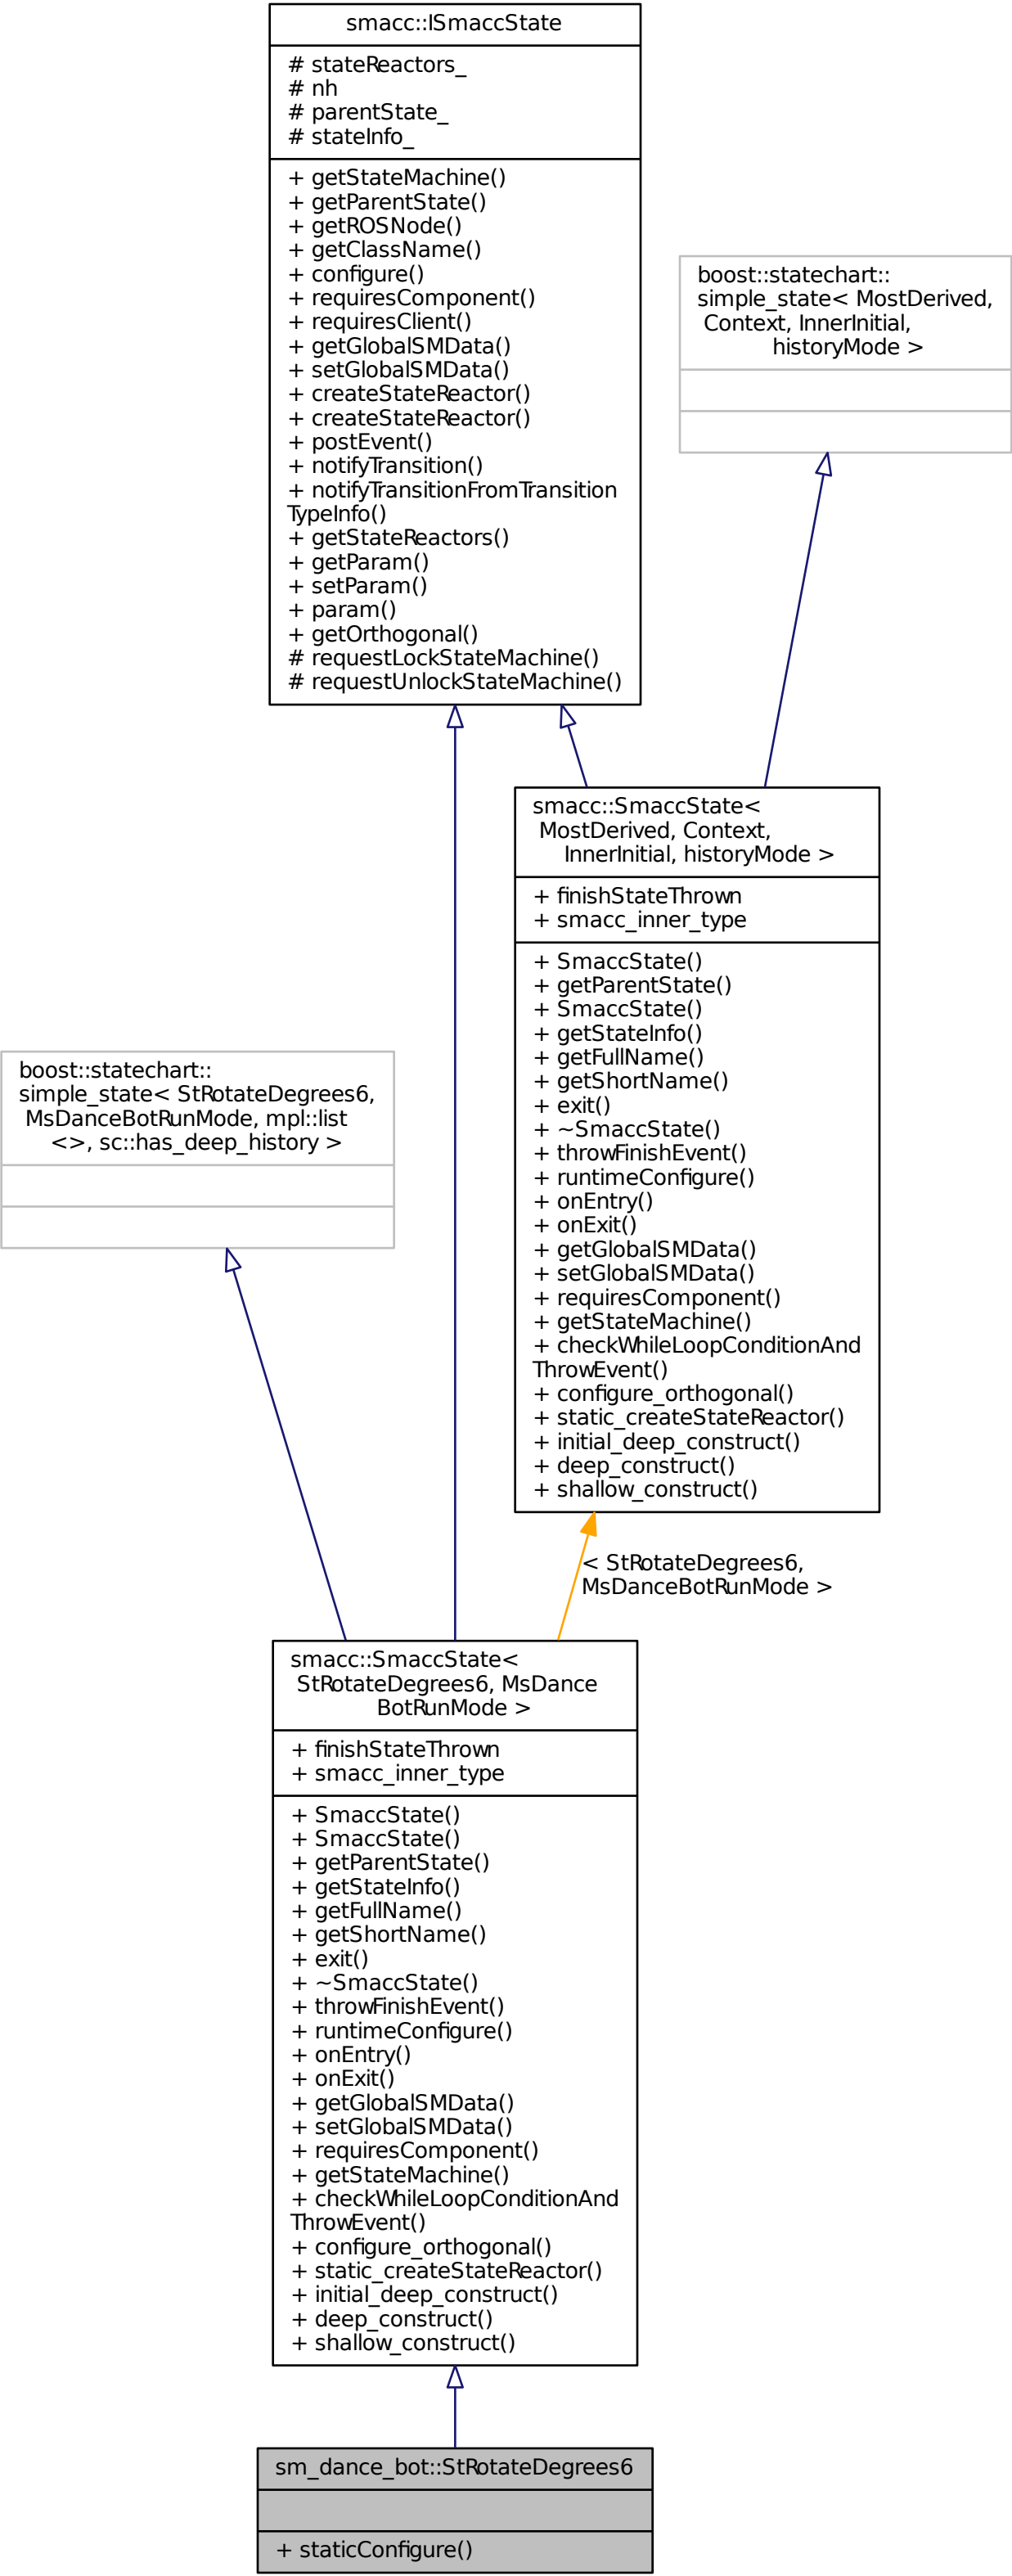 smacc::ISmaccState
# stateReactors_
# nh
# parentState_
# stateInfo_
+ getStateMachine()
+ getParentState()
+ getROSNode()
+ getClassName()
+ configure()
+ requiresComponent()
+ requiresClient()
+ getGlobalSMData()
+ setGlobalSMData()
+ createStateReactor()
+ createStateReactor()
+ postEvent()
+ notifyTransition()
+ notifyTransitionFromTransition
TypeInfo()
+ getStateReactors()
+ getParam()
+ setParam()
+ param()
+ getOrthogonal()
# requestLockStateMachine()
# requestUnlockStateMachine()
boost::statechart::
simple_state< MostDerived,
Context, InnerInitial,
historyMode >
smacc::SmaccState<
MostDerived, Context,
InnerInitial, historyMode >
+ finishStateThrown
+ smacc_inner_type
+ SmaccState()
+ getParentState()
+ SmaccState()
+ getStateInfo()
+ getFullName()
+ getShortName()
+ exit()
+ ~SmaccState()
+ throwFinishEvent()
+ runtimeConfigure()
+ onEntry()
+ onExit()
+ getGlobalSMData()
+ setGlobalSMData()
+ requiresComponent()
+ getStateMachine()
+ checkWhileLoopConditionAnd
ThrowEvent()
+ configure_orthogonal()
+ static_createStateReactor()
+ initial_deep_construct()
+ deep_construct()
+ shallow_construct()
boost::statechart::
simple_state< StRotateDegrees6,
MsDanceBotRunMode, mpl::list
<>, sc::has_deep_history >
< StRotateDegrees6,
MsDanceBotRunMode >
smacc::SmaccState<
StRotateDegrees6, MsDance
BotRunMode >
+ finishStateThrown
+ smacc_inner_type
+ SmaccState()
+ SmaccState()
+ getParentState()
+ getStateInfo()
+ getFullName()
+ getShortName()
+ exit()
+ ~SmaccState()
+ throwFinishEvent()
+ runtimeConfigure()
+ onEntry()
+ onExit()
+ getGlobalSMData()
+ setGlobalSMData()
+ requiresComponent()
+ getStateMachine()
+ checkWhileLoopConditionAnd
ThrowEvent()
+ configure_orthogonal()
+ static_createStateReactor()
+ initial_deep_construct()
+ deep_construct()
+ shallow_construct()
sm_dance_bot::StRotateDegrees6
+ staticConfigure()